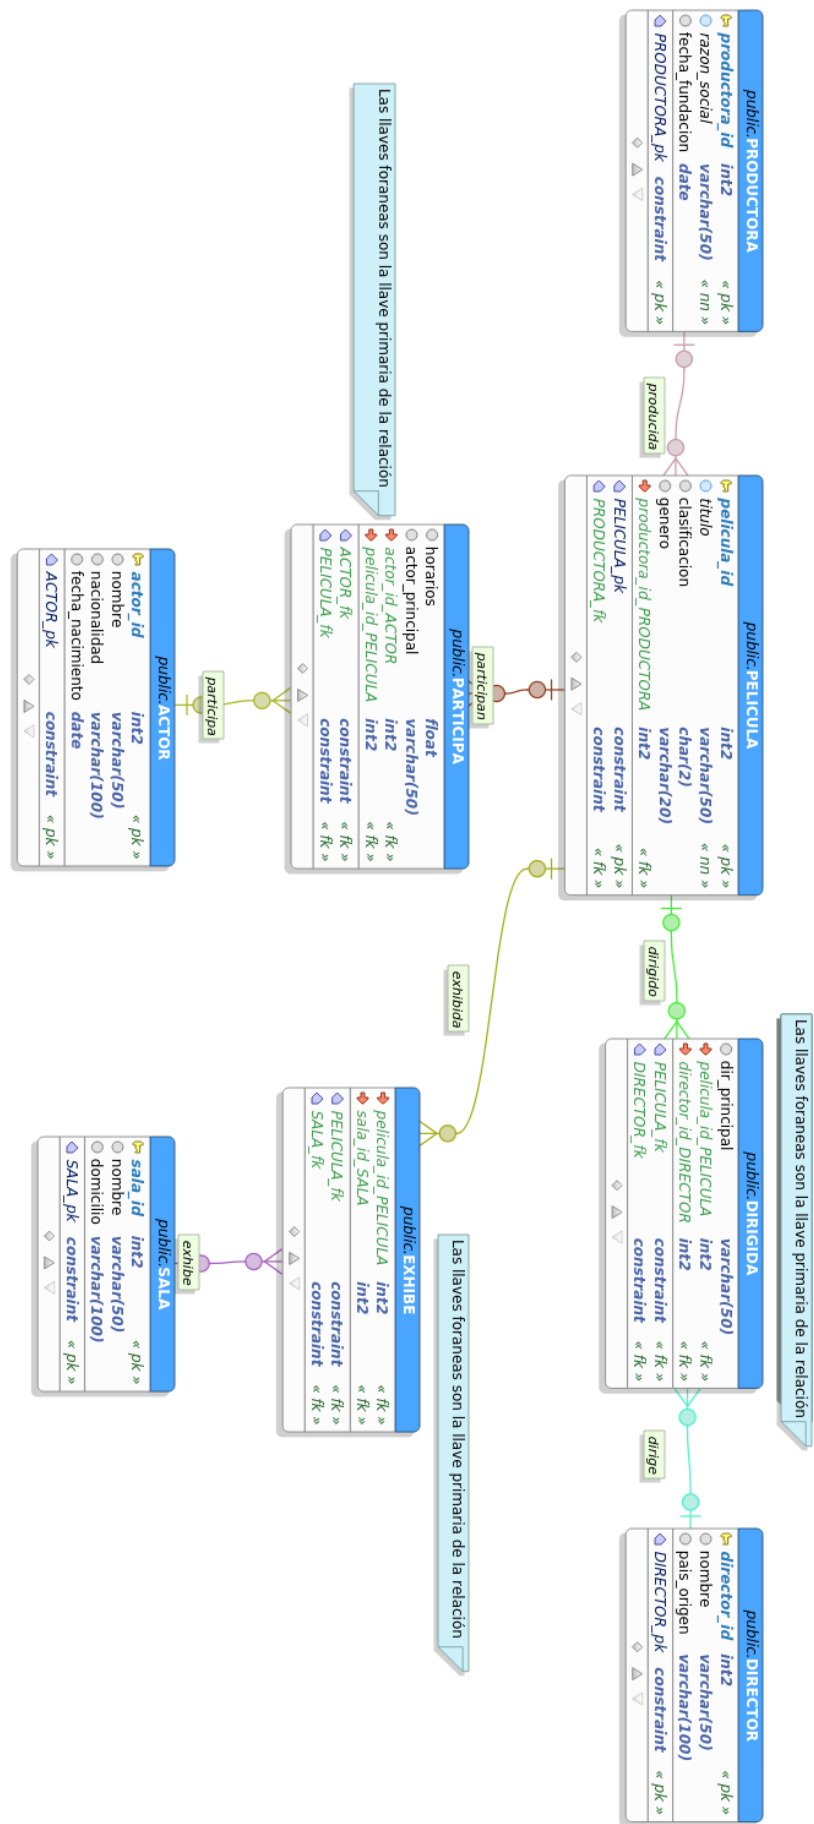 public.PRODUCTORA
productora_id int2 « pk »
razon_social varchar(50) « nn »
fecha_fundacion date
PRODUCTORA_pk constraint « pk »
producida
public.PELICULA
pelicula_id int2 « pk »
titulo varchar(50) « nn »
clasificacion char(2)
genero varchar(20)
productora_id_PRODUCTORA int2 « fk »
PELICULA_pk constraint « pk »
PRODUCTORA_fk constraint « fk »
dirigido
Las llaves foraneas son la llave primaria de la relación
public.DIRIGIDA
dir_principal varchar(50)
pelicula_id_PELICULA int2 « fk »
director_id_DIRECTOR int2 « fk »
PELICULA_fk constraint « fk »
DIRECTOR_fk constraint « fk »
dirige
public.DIRECTOR
director_id int2 « pk »
nombre varchar(50)
pais_origen varchar(100)
DIRECTOR_pk constraint « pk »
Las llaves foraneas son la llave primaria de la relación
participan
public.PARTICIPA
horarios float
actor_principal varchar(50)
actor_id_ACTOR int2 « fk »
pelicula_id_PELICULA int2 « fk »
ACTOR_fk constraint « fk »
PELICULA_fk constraint « fk »
exhibida
Las llaves foraneas son la llave primaria de la relación
public.EXHIBE
pelicula_id_PELICULA int2 « fk »
sala_id_SALA int2 « fk »
PELICULA_fk constraint « fk »
SALA_fk constraint « fk »
participa
public.ACTOR
actor_id int2 « pk »
nombre varchar(50)
nacionalidad varchar(100)
fecha_nacimiento date
ACTOR_pk constraint « pk »
exhibe
public.SALA
sala_id int2 « pk »
nombre varchar(50)
domicilio varchar(100)
SALA_pk constraint « pk »